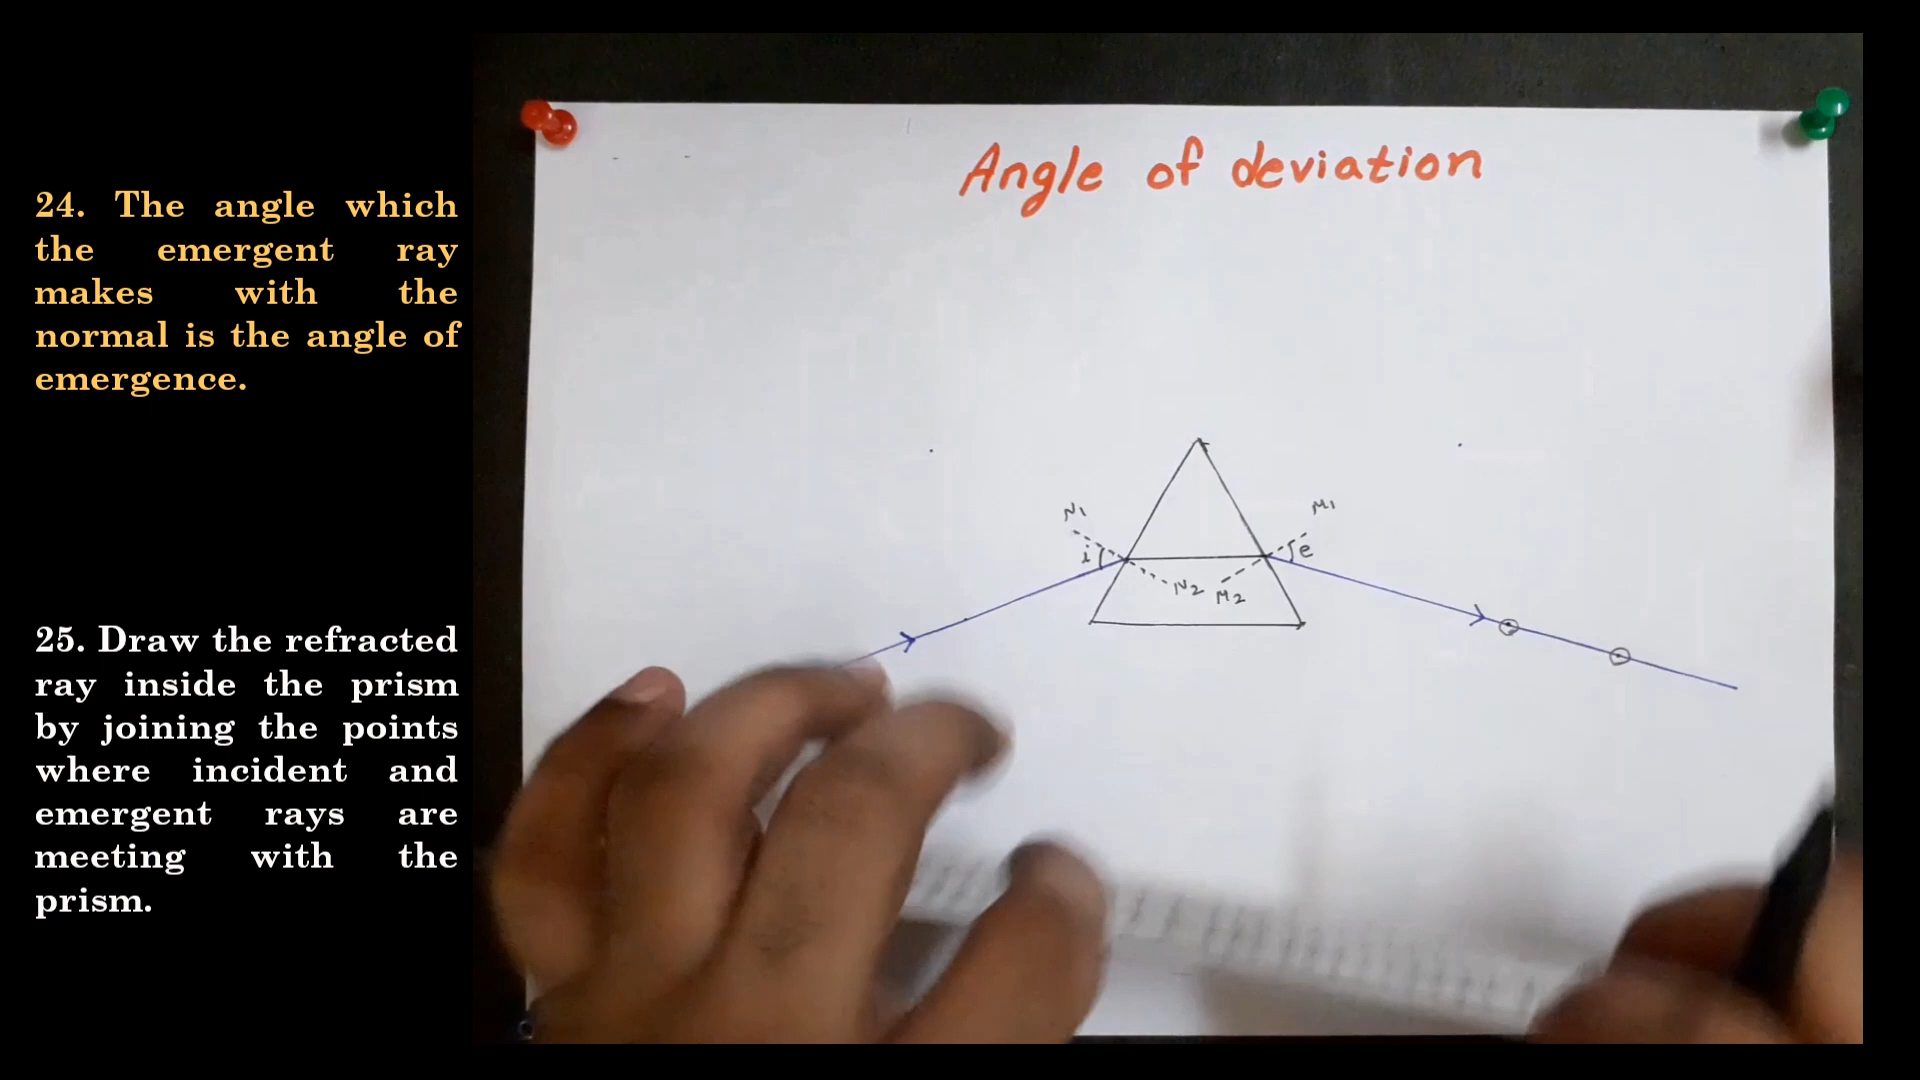 Angle of deviation
24. The angle which
the emergent ray
makes with the
normal is the angle of
emergence.
N1
M1
i
e
N2
M2
25. Draw the refracted
ray inside the prism
by joining the points
where incident and
emergent rays are
meeting with the
prism.